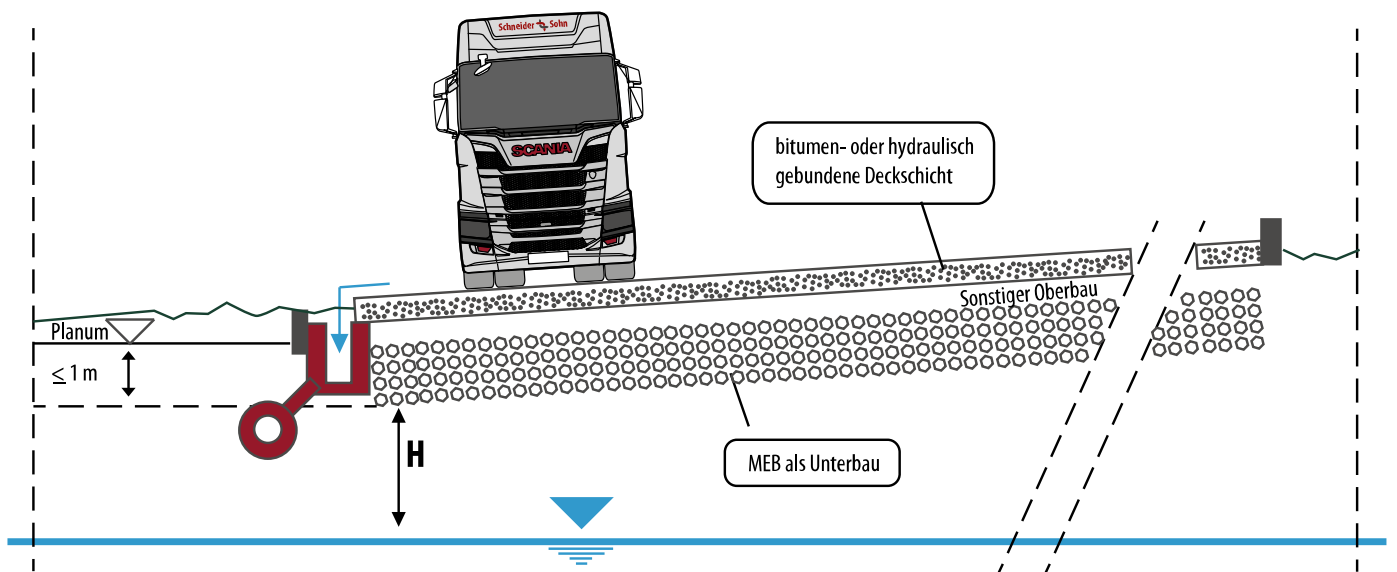 Schneider Sohn
SCANIA
bitumen- oder hydraulisch
gebundene Deckschicht
Sonstiger Oberbau
Planum
≤ 1 m
H
MEB als Unterbau